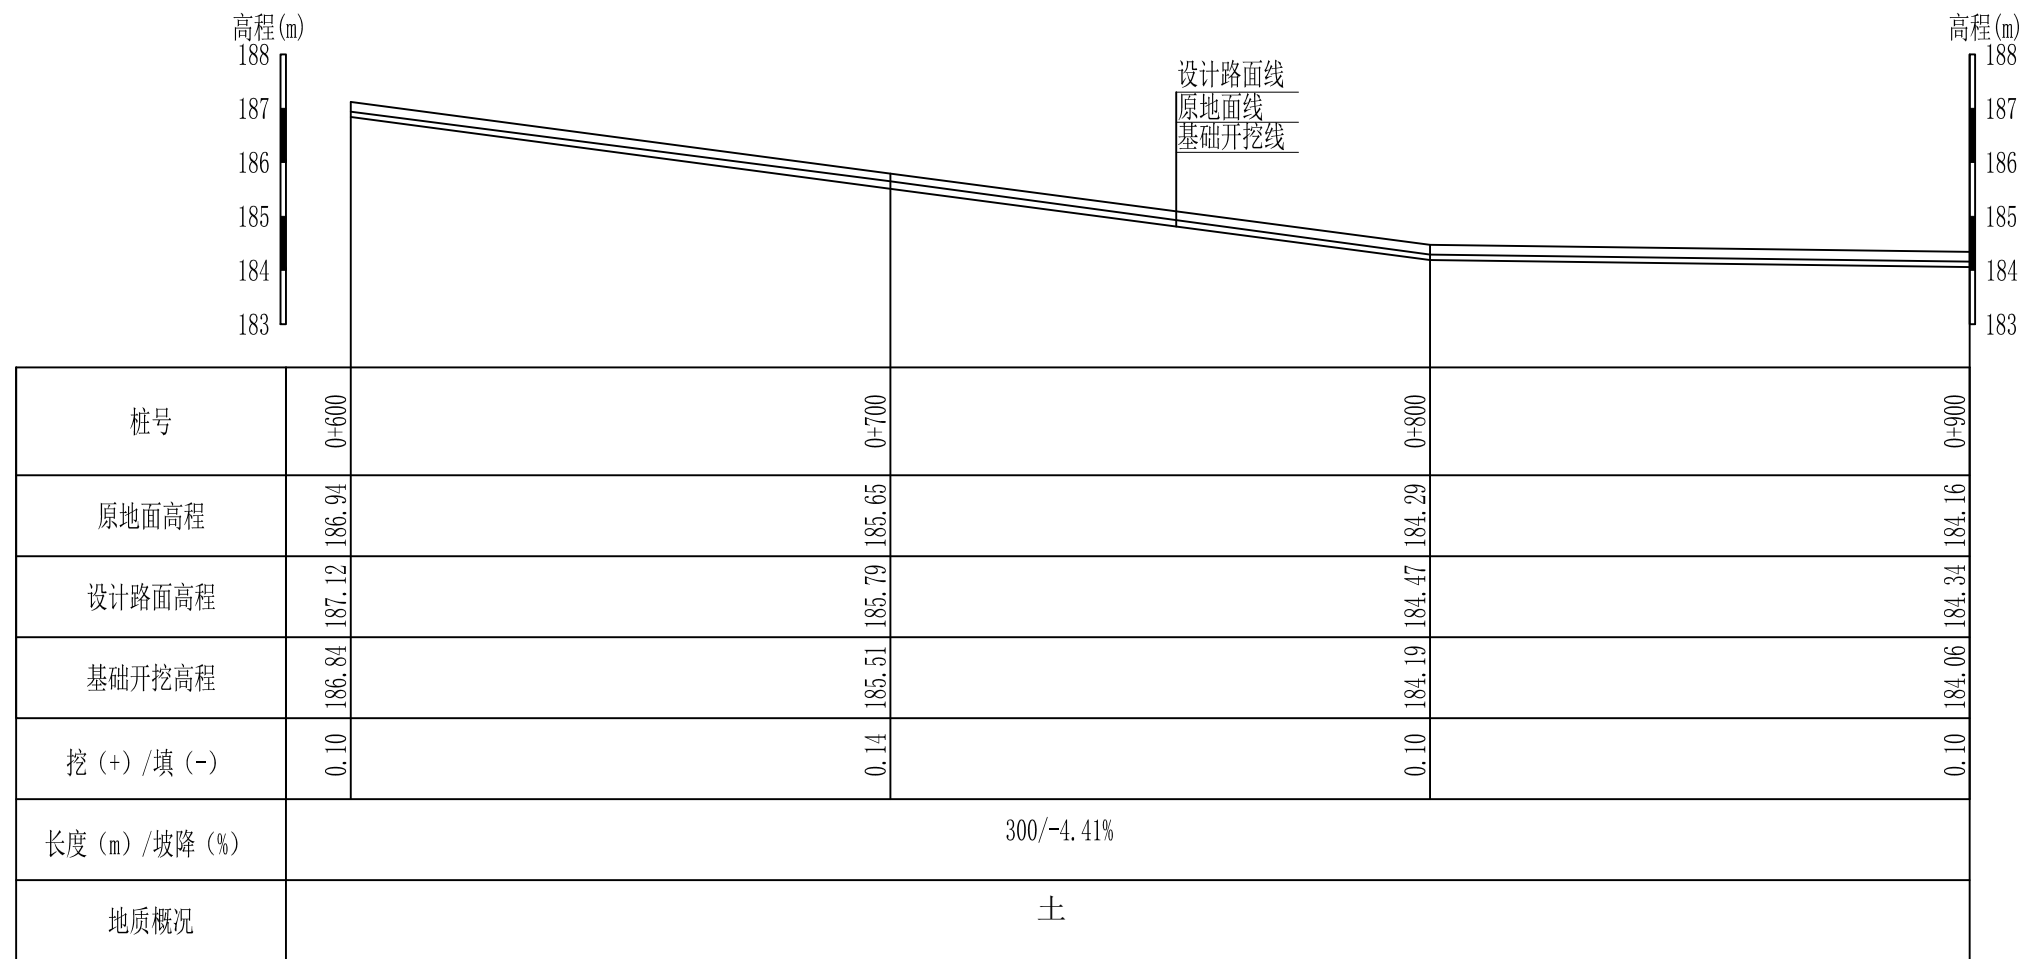 高程(m)
188
187
186
185
184
183
高程(m)
188
187
186
185
184
183
设计路面线
原地面线
基础开挖线
桩号 0+600 0+700 0+800 0+900
原地面高程 186.94 185.65 184.29 184.16
设计路面高程 187.12 185.79 184.47 184.34
基础开挖高程 186.84 185.51 184.19 184.06
挖（+）/填（-） 0.10 0.14 0.10 0.10
长度（m）/坡降（%） 300/-4.41%
地质概况 土